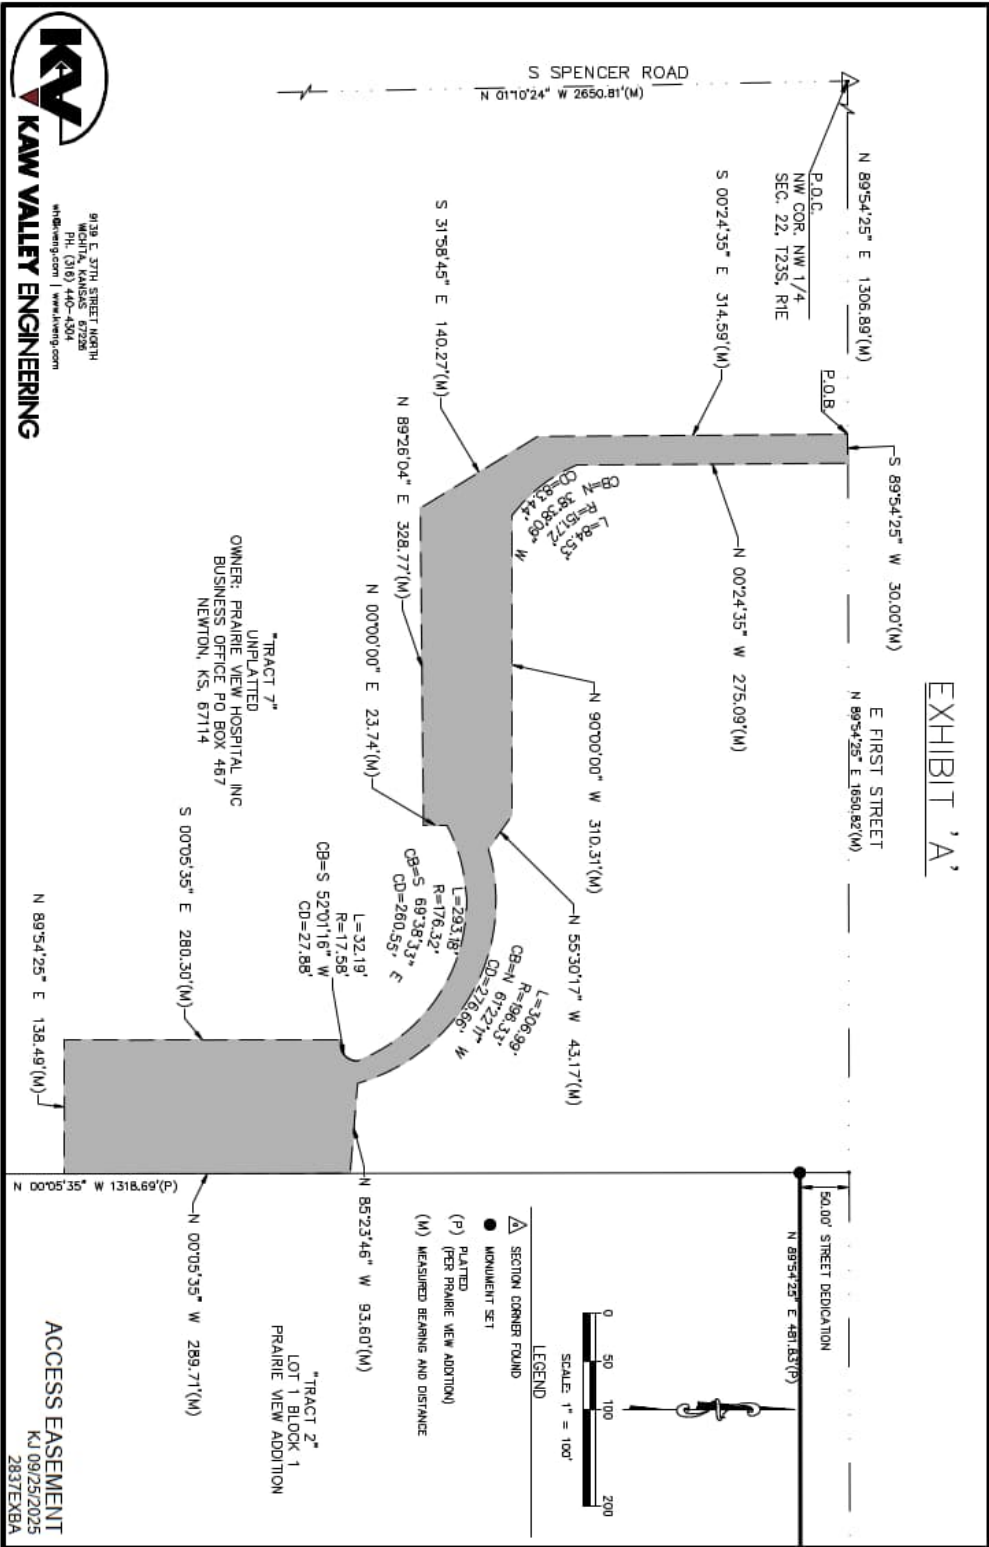 EXHIBIT 'A'
S SPENCER ROAD
N 01°10'24" W 2650.81'(M)
N 89°54'25" E 1306.89'(M)
P.O.C.
NW COR. NW 1/4
SEC. 22, T23S, R1E
P.O.B.
S 89°54'25" W 30.00'(M)
E FIRST STREET
N 89°54'25" E 1650.82'(M)
50.00' STREET DEDICATION
N 89°54'25" E 481.83'(P)
S 00°24'35" E 314.59'(M)
N 00°24'35" W 275.09'(M)
L=84.53'
R=151.72'
CB=N 38°38'09" W
CD=83.44'
S 31°58'45" E 140.27'(M)
N 89°26'04" E 328.77'(M)
N 90°00'00" W 310.31'(M)
N 00°00'00" E 23.74'(M)
N 55°30'17" W 43.17'(M)
L=306.99'
R=196.33'
CB=N 61°22'11" W
CD=276.66'
L=293.18'
R=176.32'
CB=S 69°38'33" E
CD=260.55'
L=32.19'
R=17.58'
CB=S 52°01'16" W
CD=27.88'
"TRACT 7"
UNPLATTED
OWNER: PRAIRIE VIEW HOSPITAL INC
BUSINESS OFFICE PO BOX 467
NEWTON, KS, 67114
S 00°05'35" E 280.30'(M)
N 89°54'25" E 138.49'(M)
N 85°23'46" W 93.60'(M)
N 00°05'35" W 289.71'(M)
N 00°05'35" W 1318.69'(P)
"TRACT 2"
LOT 1 BLOCK 1
PRAIRIE VIEW ADDITION
0 50 100 200
SCALE: 1" = 100'
LEGEND
SECTION CORNER FOUND
MONUMENT SET
(P) PLATTED
(PER PRAIRIE VIEW ADDITION)
(M) MEASURED BEARING AND DISTANCE
KV
KAW VALLEY ENGINEERING
9139 E. 37TH STREET NORTH
WICHITA, KANSAS 67226
PH. (316) 440-4304
wh@kveng.com | www.kveng.com
ACCESS EASEMENT
KJ 09/25/2025
2837EXBA